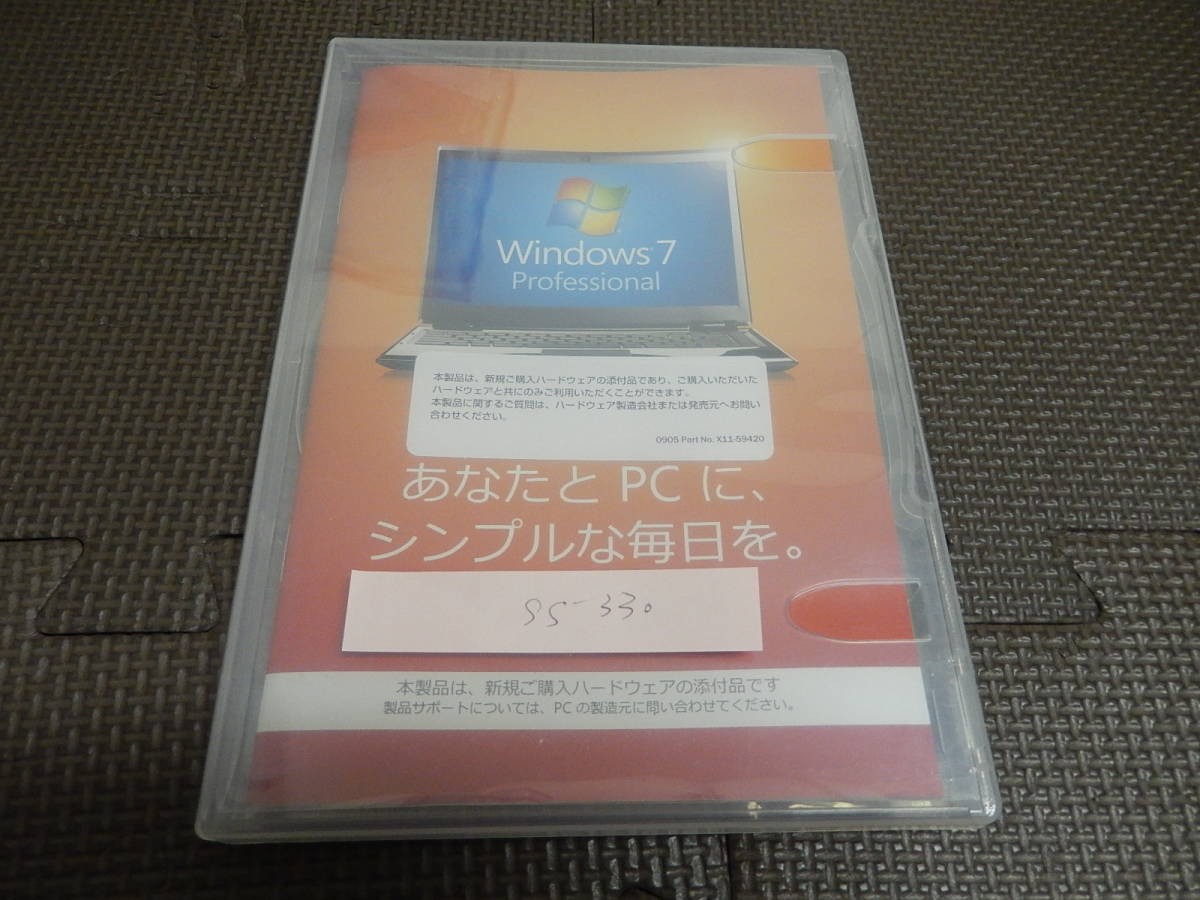 Windows 7
Professional
本製品は、新規ご購入ハードウェアの添付品であり、ご購入いただいた
ハードウェアと共にのみご利用いただくことができます。
本製品に関するご質問は、ハードウェア製造会社または発売元へお問い
合わせください。
0905 Part No. X11-59420
あなたと PC に、
シンプルな毎日を。
SS-330
本製品は、新規ご購入ハードウェアの添付品です
製品サポートについては、PC の製造元に問い合わせてください。